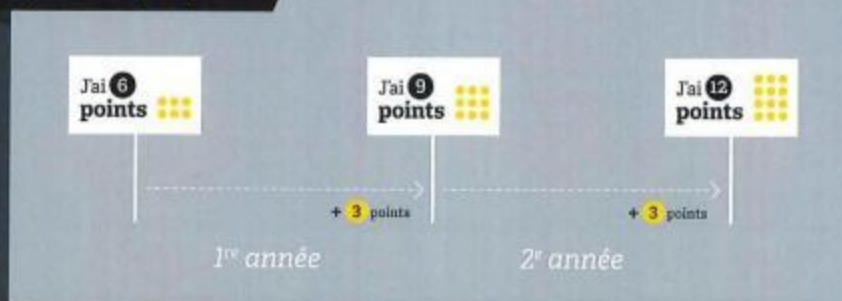 J'ai 6
points
J'ai 9
points
J'ai 12
points
+ 3 points
+ 3 points
1re année
2e année